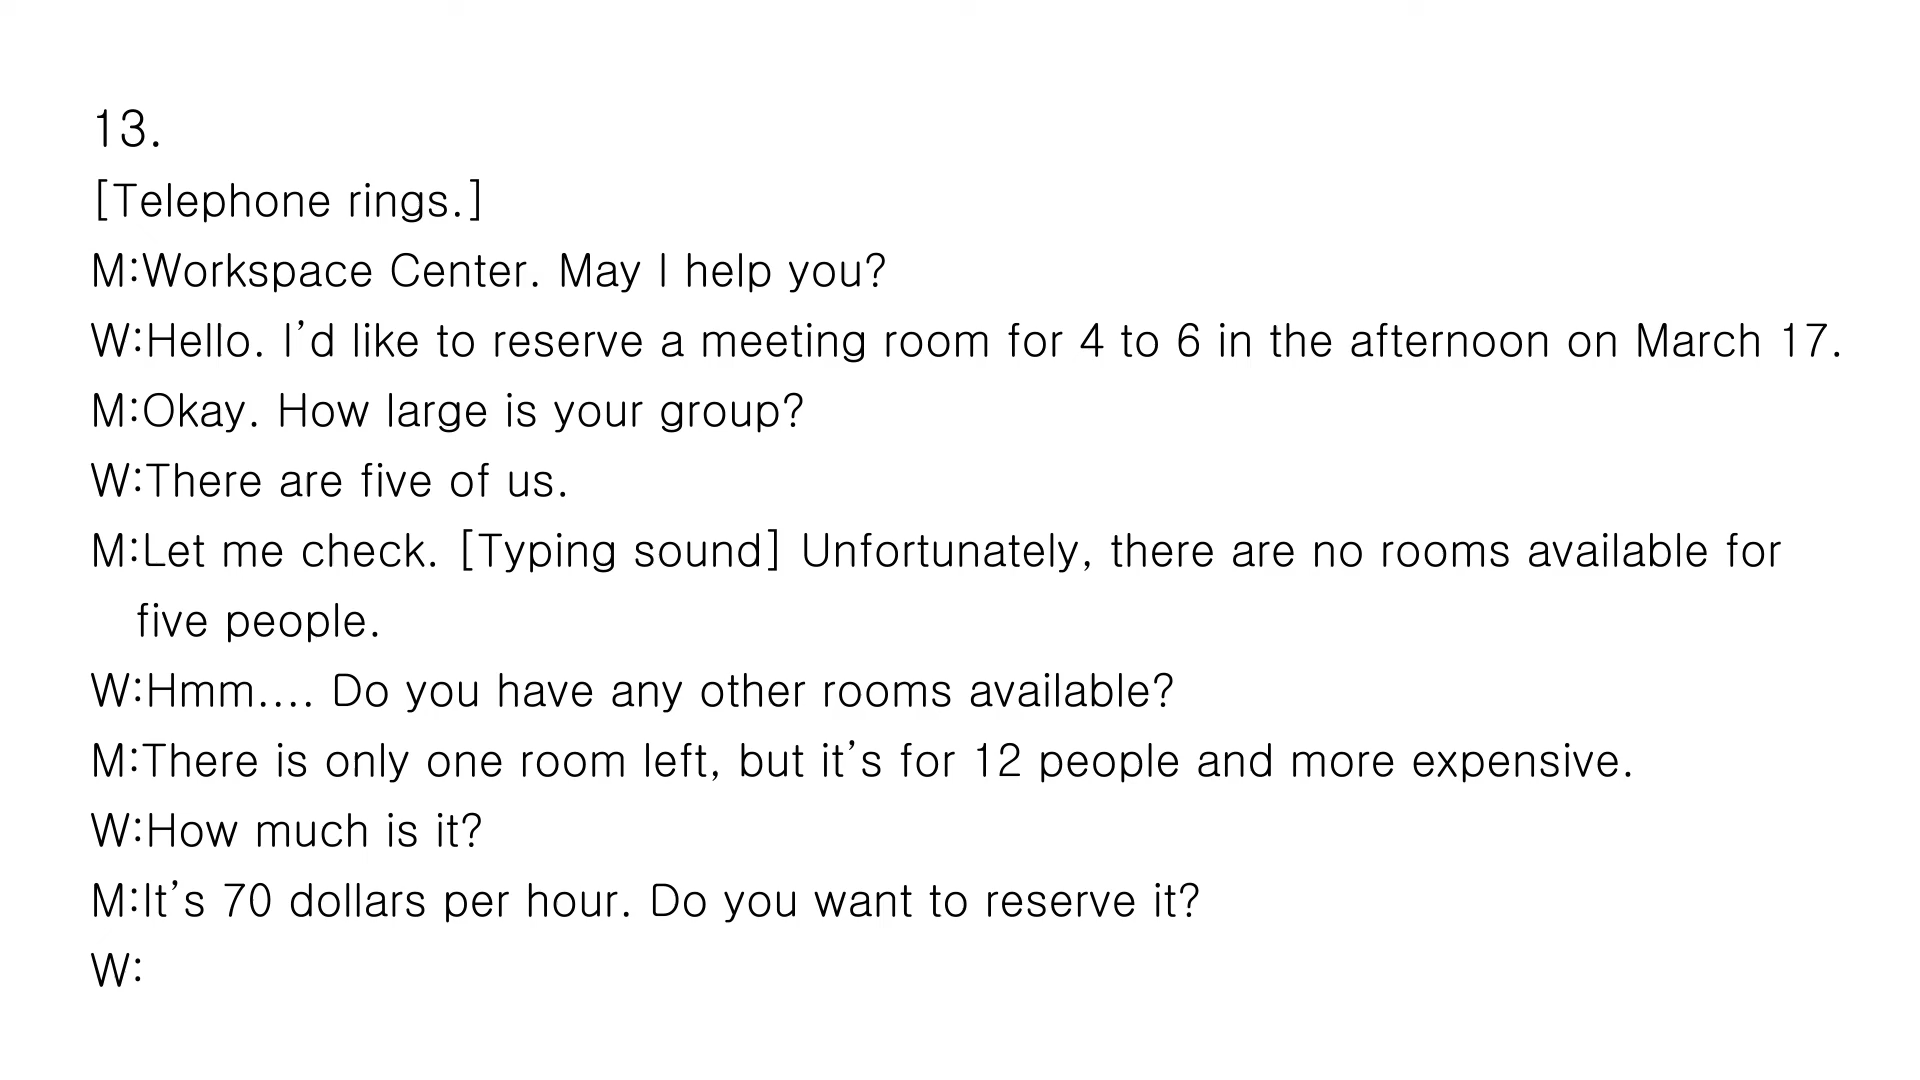 13.
[Telephone rings.]
M:Workspace Center. May I help you?
W:Hello. I’d like to reserve a meeting room for 4 to 6 in the afternoon on March 17.
M:Okay. How large is your group?
W:There are five of us.
M:Let me check. [Typing sound] Unfortunately, there are no rooms available for
five people.
W:Hmm.... Do you have any other rooms available?
M:There is only one room left, but it’s for 12 people and more expensive.
W:How much is it?
M:It’s 70 dollars per hour. Do you want to reserve it?
W: